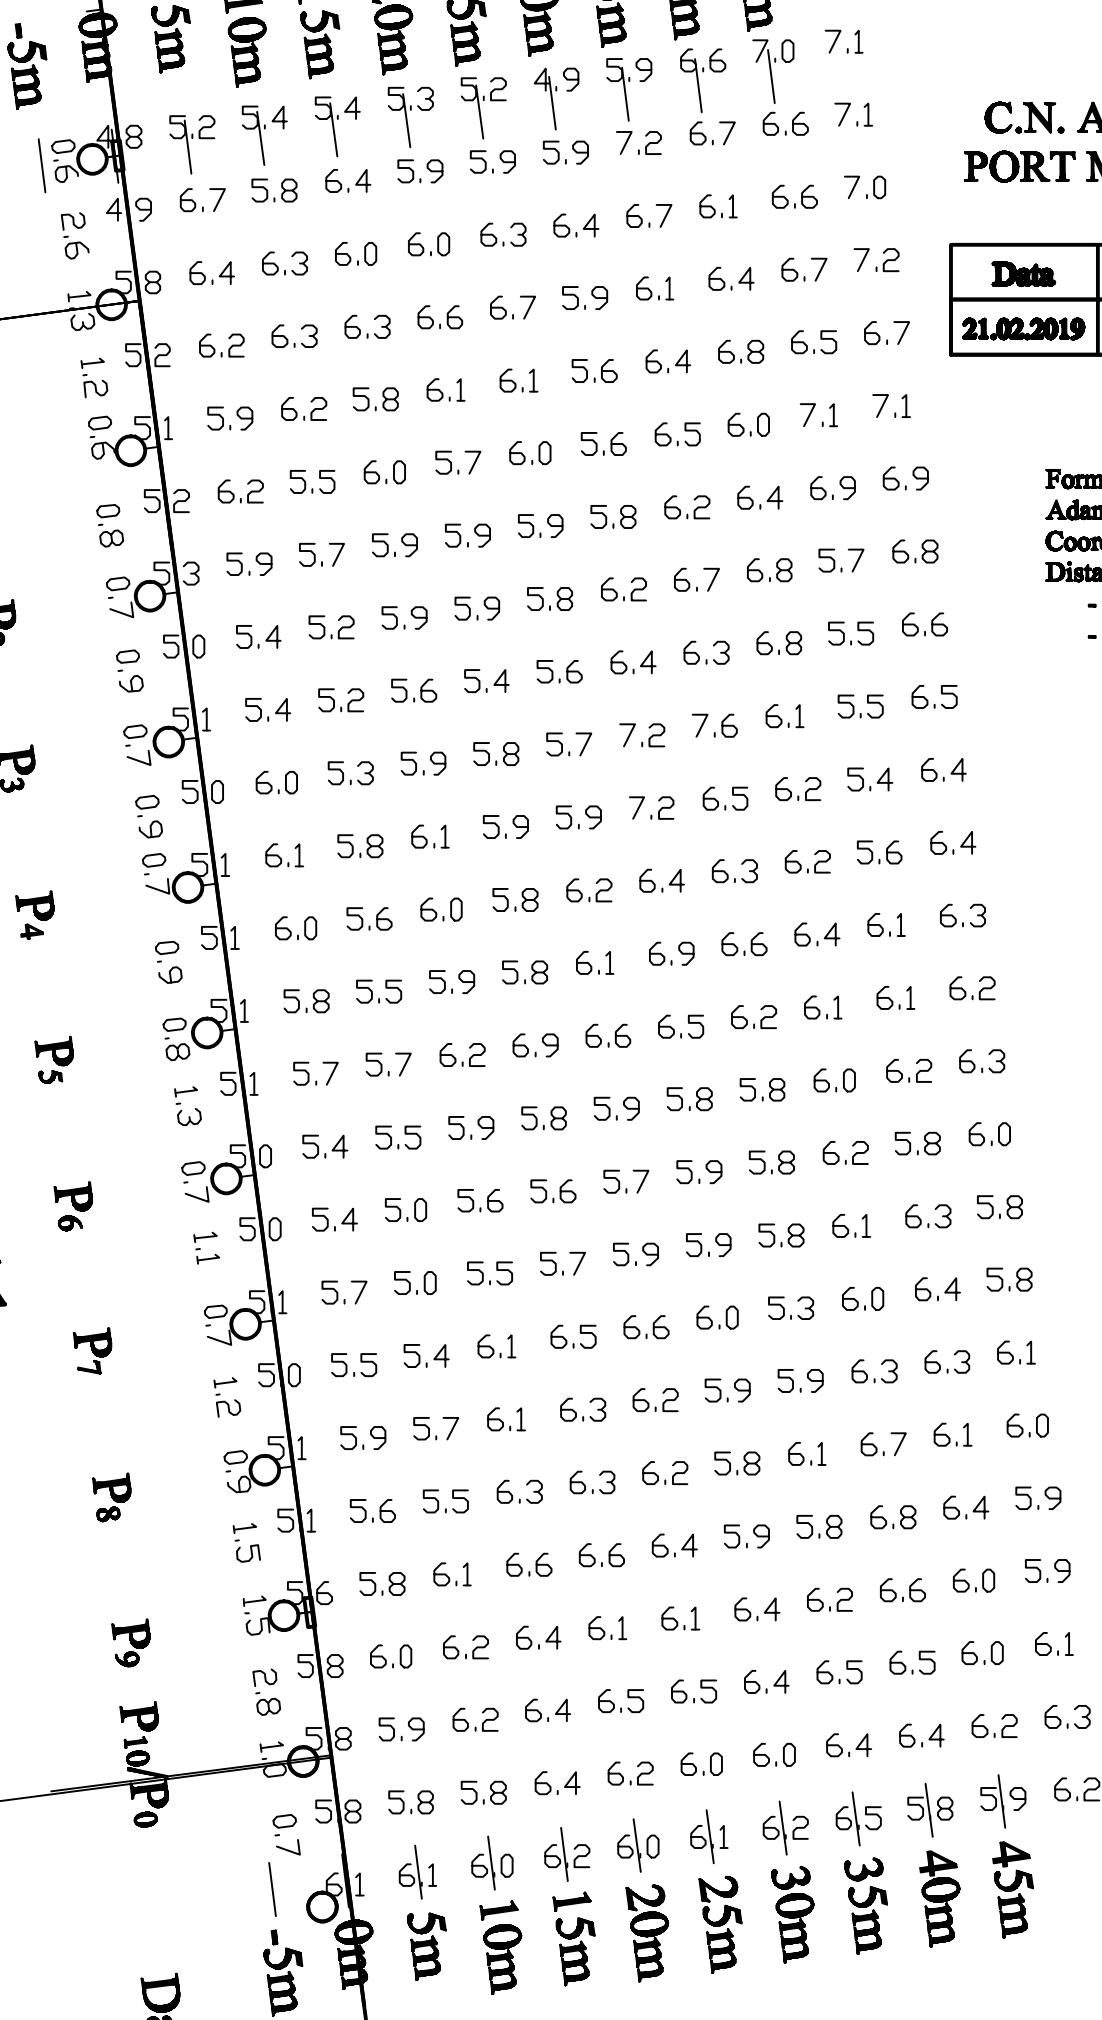 -5m 0m 5m 10m
0.6 4.8 5.2 5.4 5.4 5.3 5.2 4.9 5.9 6.6 7.0 7.1
2.6 4.9 6.7 5.8 6.4 5.9 5.9 5.9 7.2 6.7 6.6 7.1
1.3 5.8 6.4 6.3 6.0 6.0 6.3 6.4 6.7 6.1 6.6 7.0
1.2 5.2 6.2 6.3 6.3 6.6 6.7 5.9 6.1 6.4 6.7 7.2
0.6 5.1 5.9 6.2 5.8 6.1 6.1 5.6 6.4 6.8 6.5 6.7
0.8 5.2 6.2 5.5 6.0 5.7 6.0 5.6 6.5 6.0 7.1 7.1
0.7 5.3 5.9 5.7 5.9 5.9 5.9 5.8 6.2 6.4 6.9 6.9
0.9 5.0 5.4 5.2 5.9 5.9 5.8 6.2 6.7 6.8 5.7 6.8
P3 0.7 5.1 5.4 5.2 5.6 5.4 5.6 6.4 6.3 6.8 5.5 6.6
0.9 5.0 6.0 5.3 5.9 5.8 5.7 7.2 7.6 6.1 5.5 6.5
P4 0.7 5.1 6.1 5.8 6.1 5.9 5.9 7.2 6.5 6.2 5.4 6.4
0.9 5.1 6.0 5.6 6.0 5.8 6.2 6.4 6.3 6.2 5.6 6.4
P5 0.8 5.1 5.8 5.5 5.9 5.8 6.1 6.9 6.6 6.4 6.1 6.3
1.3 5.1 5.7 5.7 6.2 6.9 6.6 6.5 6.2 6.1 6.1 6.2
P6 0.7 5.0 5.4 5.5 5.9 5.8 5.9 5.8 5.8 6.0 6.2 6.3
1.1 5.0 5.4 5.0 5.6 5.6 5.7 5.9 5.8 6.2 5.8 6.0
P7 0.7 5.1 5.7 5.0 5.5 5.7 5.9 5.9 5.8 6.1 6.3 5.8
1.2 5.0 5.5 5.4 6.1 6.5 6.6 6.0 5.3 6.0 6.4 5.8
P8 0.9 5.1 5.9 5.7 6.1 6.3 6.2 5.9 5.9 6.3 6.3 6.1
1.5 5.1 5.6 5.5 6.3 6.3 6.2 5.8 6.1 6.7 6.1 6.0
P9 1.5 5.6 5.8 6.1 6.6 6.6 6.4 5.9 5.8 6.8 6.4 5.9
2.8 5.8 6.0 6.2 6.4 6.1 6.1 6.4 6.2 6.6 6.0 5.9
P10/P0 1.0 5.8 5.9 6.2 6.4 6.5 6.5 6.4 6.5 6.5 6.0 6.1
0.7 5.8 5.8 5.8 6.4 6.2 6.0 6.0 6.4 6.4 6.2 6.3
6.1 6.1 6.0 6.2 6.0 6.1 6.2 6.5 5.8 5.9 6.2
-5m 0m 5m 10m 15m 20m 25m 30m 35m 40m 45m
C.N. A
PORT M
Data
21.02.2019
Form
Adan
Coor
Dista
-
-